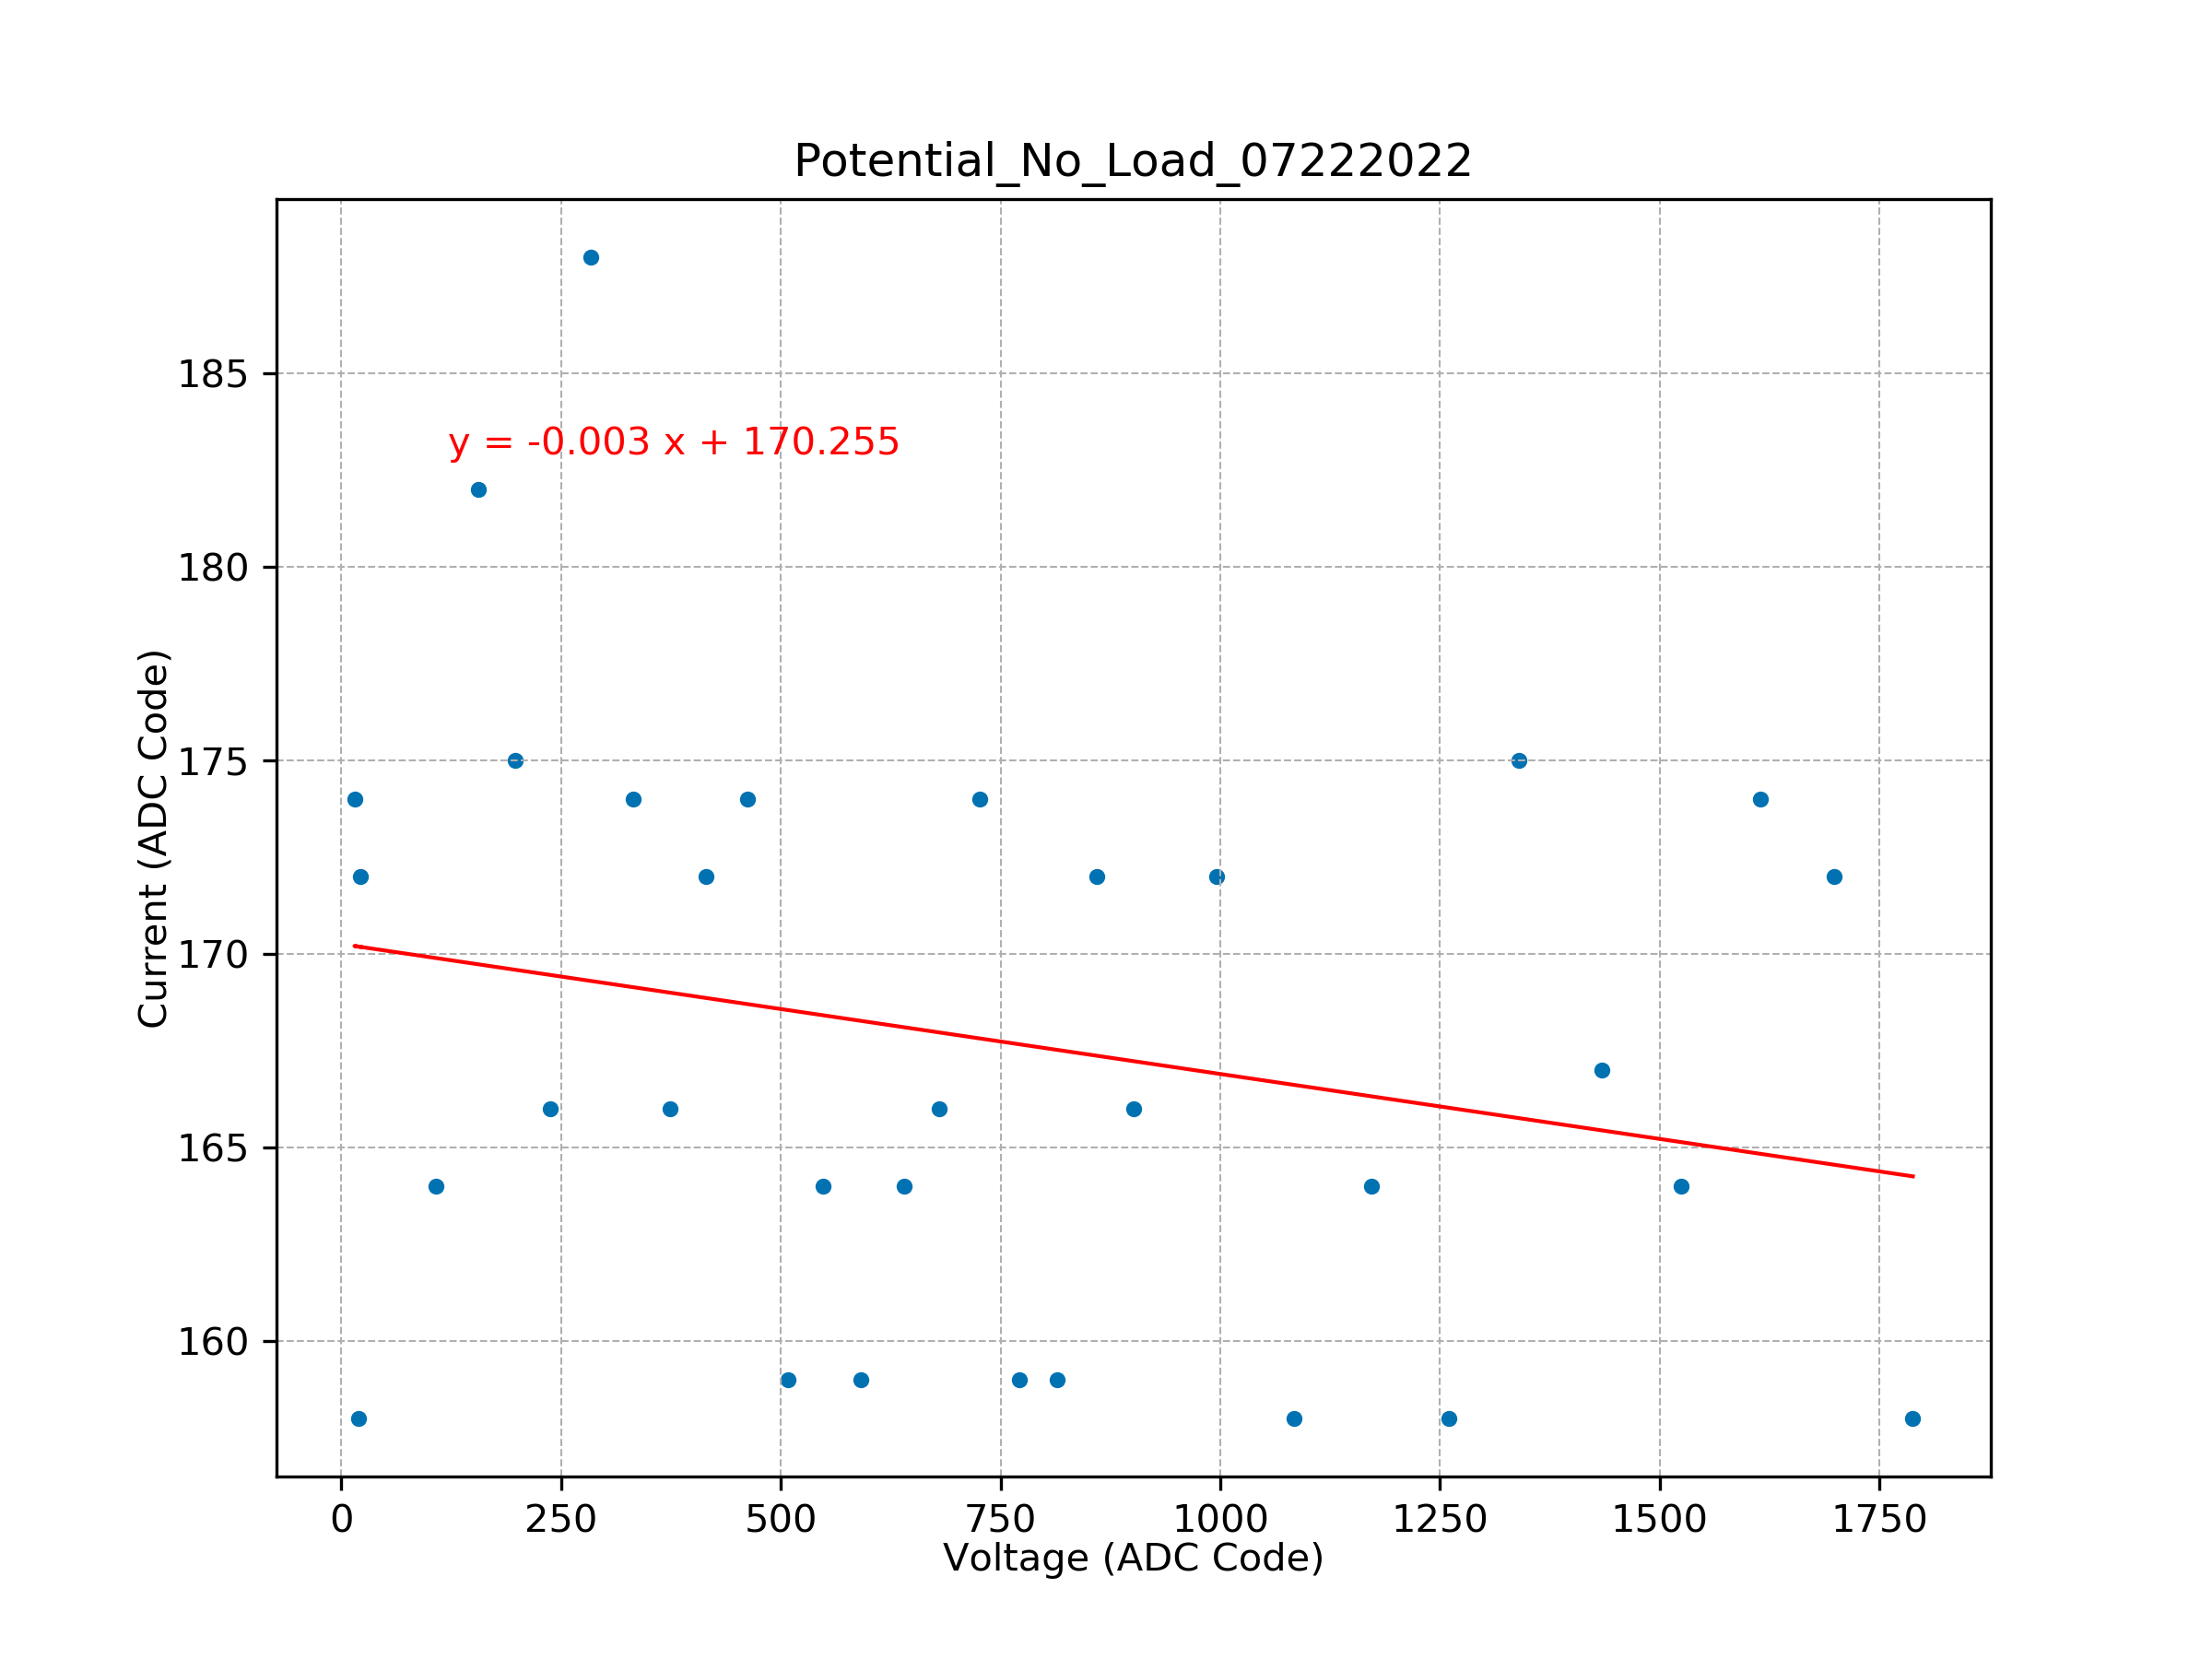 Potential_No_Load_07222022
185
y = -0.003 x + 170.255
180
175
170
165
160
Current (ADC Code)
0 250 500 750 1000 1250 1500 1750
Voltage (ADC Code)